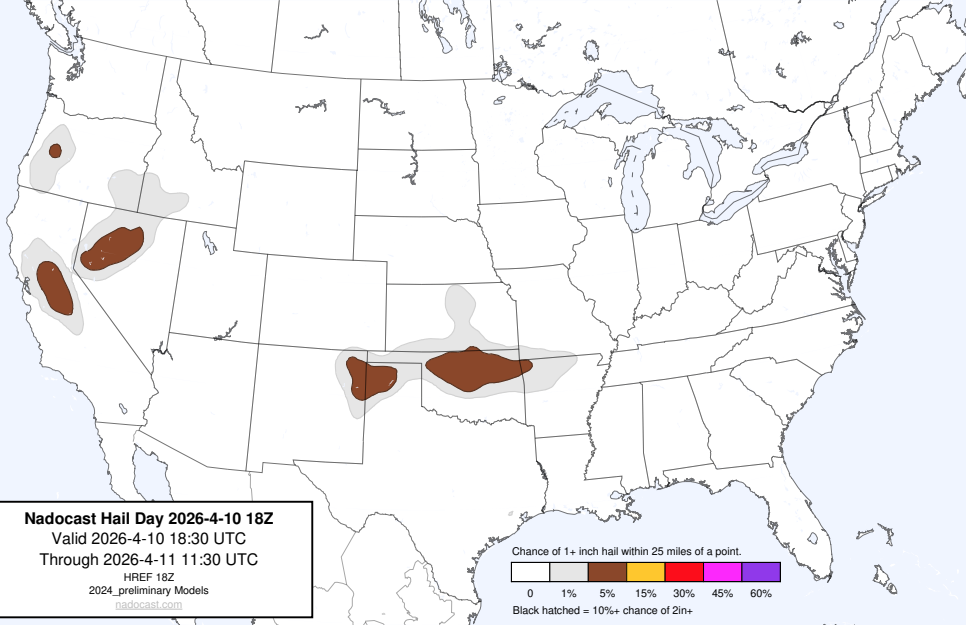 Nadocast Hail Day 2026-4-10 18Z
Valid 2026-4-10 18:30 UTC
Through 2026-4-11 11:30 UTC
HREF 18Z
2024_preliminary Models
nadocast.com
Chance of 1+ inch hail within 25 miles of a point.
0 1% 5% 15% 30% 45% 60%
Black hatched = 10%+ chance of 2in+